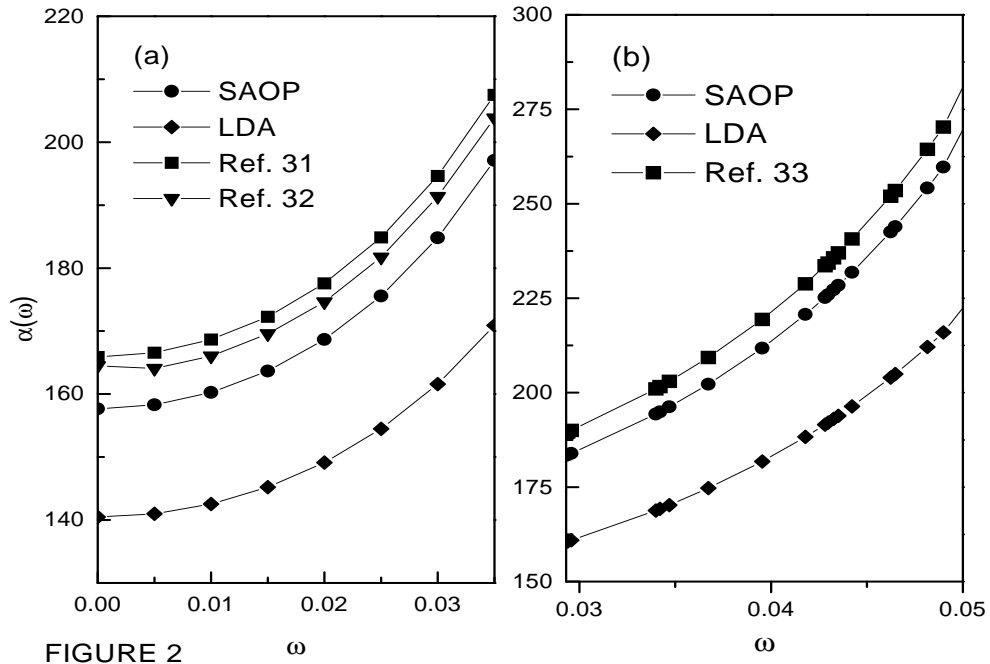 (a)
SAOP
LDA
Ref. 31
Ref. 32
220
200
180
160
140
α(ω)
0.00
0.01
0.02
0.03
ω
(b)
SAOP
LDA
Ref. 33
300
275
250
225
200
175
150
0.03
0.04
0.05
ω
FIGURE 2